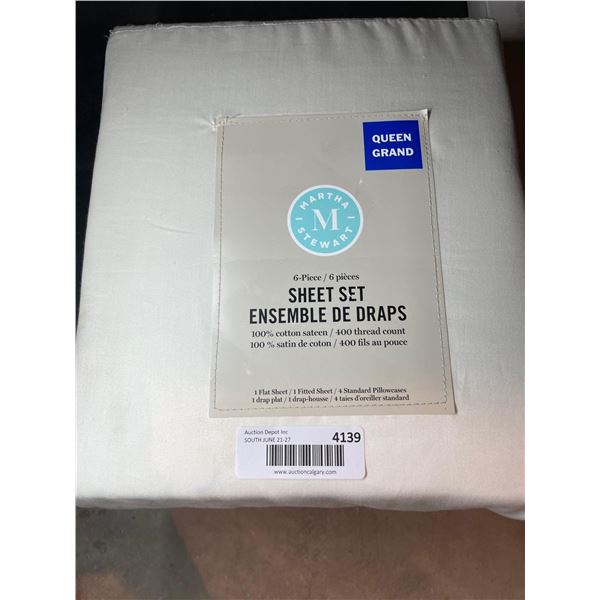 QUEEN
GRAND
MARTHA
M
STEWART
6-Piece / 6 pièces
SHEET SET
ENSEMBLE DE DRAPS
100% cotton sateen / 400 thread count
100 % satin de coton / 400 fils au pouce
1 Flat Sheet / 1 Fitted Sheet / 4 Standard Pillowcases
1 drap plat / 1 drap-housse / 4 taies d'oreiller standard
Auction Depot Inc
SOUTH JUNE 21-27
4139
www.auctioncalgary.com